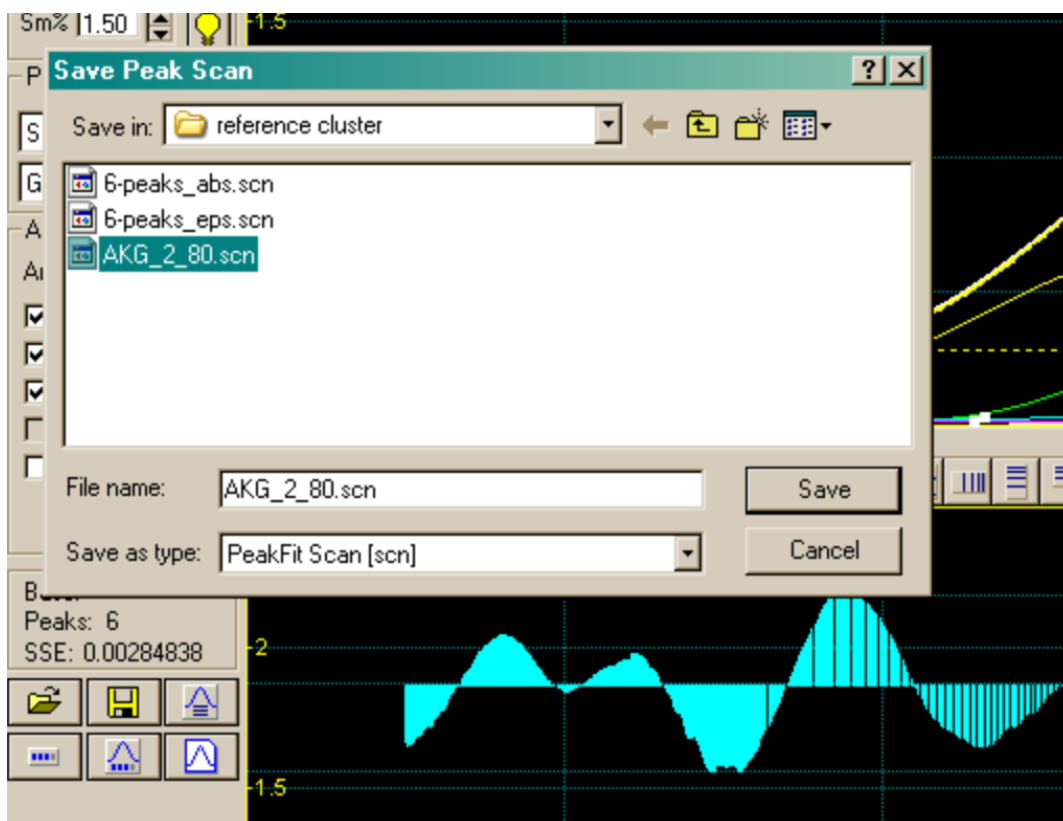 Sm% 1.50
-1.5
Save Peak Scan
? X
P
Save in: reference cluster
S
G
6-peaks_abs.scn
6-peaks_eps.scn
AKG_2_80.scn
A
File name: AKG_2_80.scn
Save
Save as type: PeakFit Scan [scn]
Cancel
Peaks: 6
SSE: 0.00284838
-2
-1.5